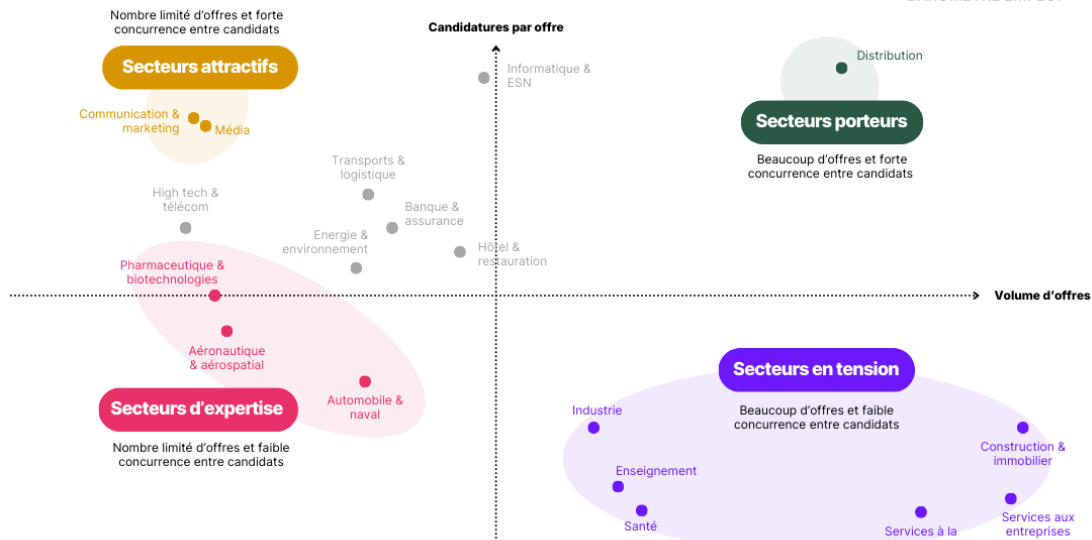 Nombre limité d'offres et forte
concurrence entre candidats
Candidatures par offre
Secteurs attractifs
Informatique &
ESN
Distribution
Communication &
marketing
Média
Secteurs porteurs
Beaucoup d'offres et forte
concurrence entre candidats
Transports &
logistique
High tech &
télécom
Banque &
assurance
Energie &
environnement
Hôtel &
restauration
Pharmaceutique &
biotechnologies
Volume d'offres
Aéronautique
& aérospatial
Secteurs en tension
Beaucoup d'offres et faible
concurrence entre candidats
Automobile &
naval
Secteurs d'expertise
Nombre limité d'offres et faible
concurrence entre candidats
Industrie
Construction &
immobilier
Enseignement
Santé
Services à la
Services aux
entreprises